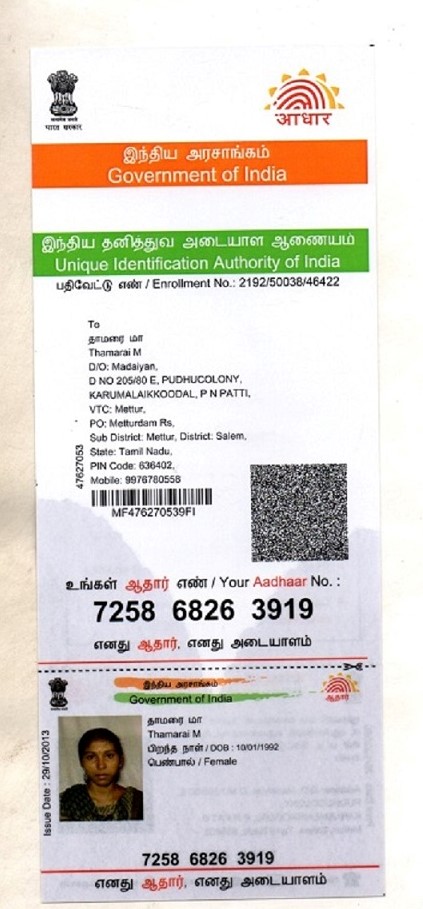 भारत सरकार
आधार
இந்திய அரசாங்கம்
Government of India
இந்திய தனித்துவ அடையாள ஆணையம்
Unique Identification Authority of India
பதிவேட்டு எண் / Enrollment No.: 2192/50038/46422
To
தாமரை மா
Thamarai M
D/O: Madaiyan,
D NO 205/80 E, PUDHUCOLONY,
KARUMALAIKKOODAL, P N PATTI,
VTC: Mettur,
PO: Metturdam Rs,
Sub District: Mettur, District: Salem,
State: Tamil Nadu,
PIN Code: 636402,
Mobile: 9976780558
47627053
MF476270539FI
உங்கள் ஆதார் எண் / Your Aadhaar No. :
7258 6826 3919
எனது ஆதார், எனது அடையாளம்
இந்திய அரசாங்கம்
Government of India
ஆதார்
தாமரை மா
Thamarai M
பிறந்த நாள் / DOB : 10/01/1992
பெண்பால் / Female
Issue Date : 29/10/2013
7258 6826 3919
எனது ஆதார், எனது அடையாளம்